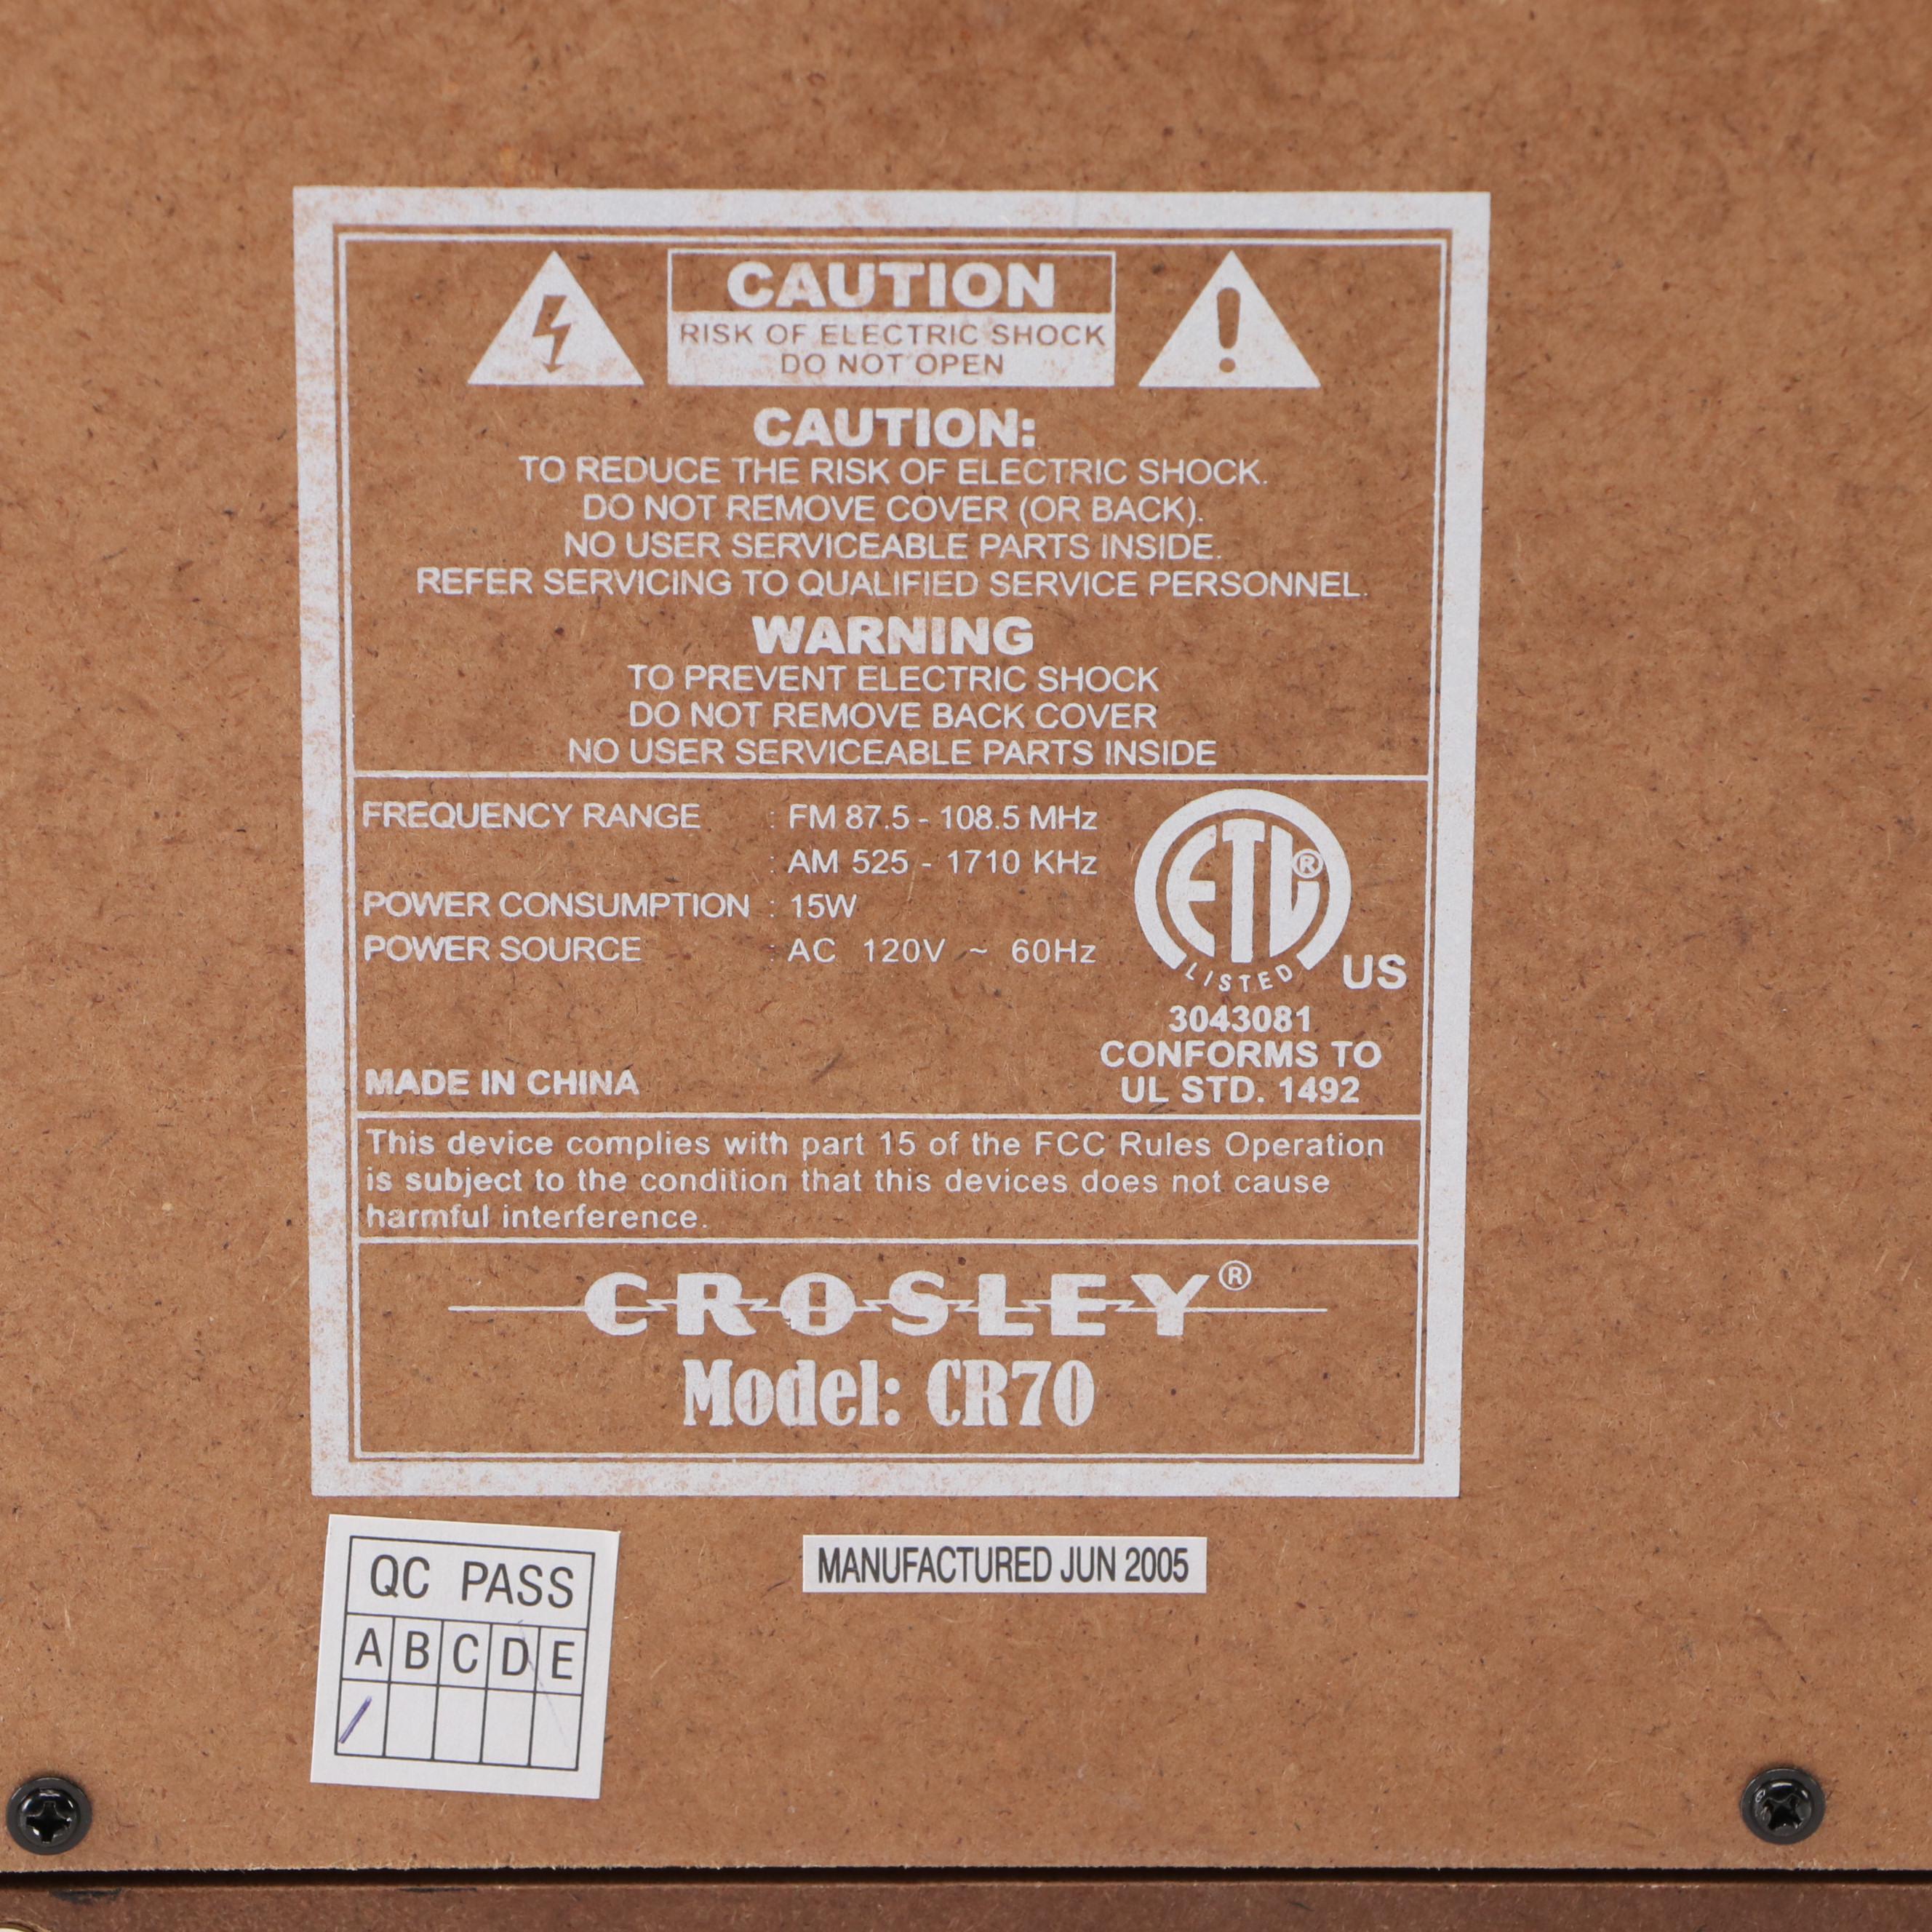 CAUTION
RISK OF ELECTRIC SHOCK
DO NOT OPEN
CAUTION:
TO REDUCE THE RISK OF ELECTRIC SHOCK.
DO NOT REMOVE COVER (OR BACK).
NO USER SERVICEABLE PARTS INSIDE.
REFER SERVICING TO QUALIFIED SERVICE PERSONNEL.
WARNING
TO PREVENT ELECTRIC SHOCK
DO NOT REMOVE BACK COVER
NO USER SERVICEABLE PARTS INSIDE
FREQUENCY RANGE : FM 87.5 - 108.5 MHz
: AM 525 - 1710 KHz
POWER CONSUMPTION : 15W
POWER SOURCE : AC 120V ~ 60Hz
MADE IN CHINA
ETL®
LISTED
US
3043081
CONFORMS TO
UL STD. 1492
This device complies with part 15 of the FCC Rules Operation
is subject to the condition that this devices does not cause
harmful interference.
CROSLEY®
Model: CR70
QC PASS
A B C D E
/
MANUFACTURED JUN 2005